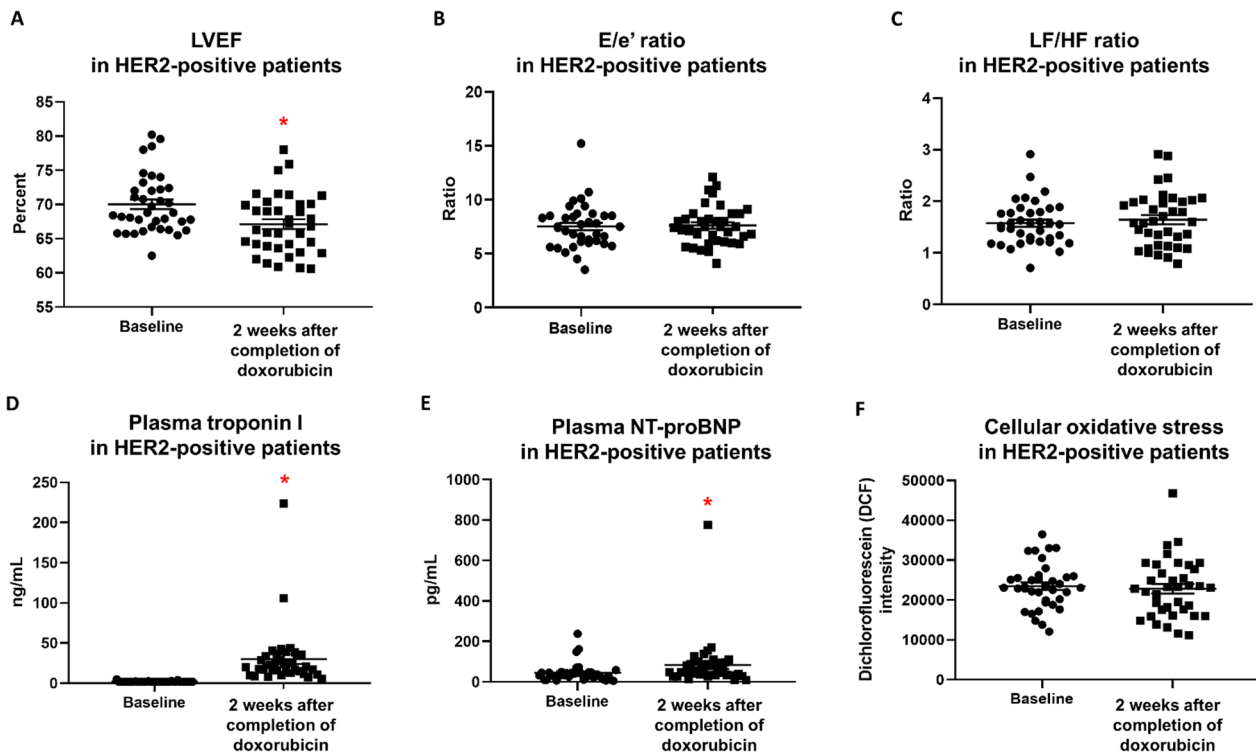 A
LVEF
in HER2-positive patients
Percent
85
80
75
70
65
60
55
*
Baseline
2 weeks after
completion of
doxorubicin
B
E/e' ratio
in HER2-positive patients
Ratio
20
15
10
5
0
Baseline
2 weeks after
completion of
doxorubicin
C
LF/HF ratio
in HER2-positive patients
Ratio
4
3
2
1
0
Baseline
2 weeks after
completion of
doxorubicin
D
Plasma troponin I
in HER2-positive patients
ng/mL
250
200
150
100
50
0
*
Baseline
2 weeks after
completion of
doxorubicin
E
Plasma NT-proBNP
in HER2-positive patients
pg/mL
1000
800
600
400
200
0
*
Baseline
2 weeks after
completion of
doxorubicin
F
Cellular oxidative stress
in HER2-positive patients
Dichlorofluorescein (DCF)
intensity
50000
40000
30000
20000
10000
0
Baseline
2 weeks after
completion of
doxorubicin